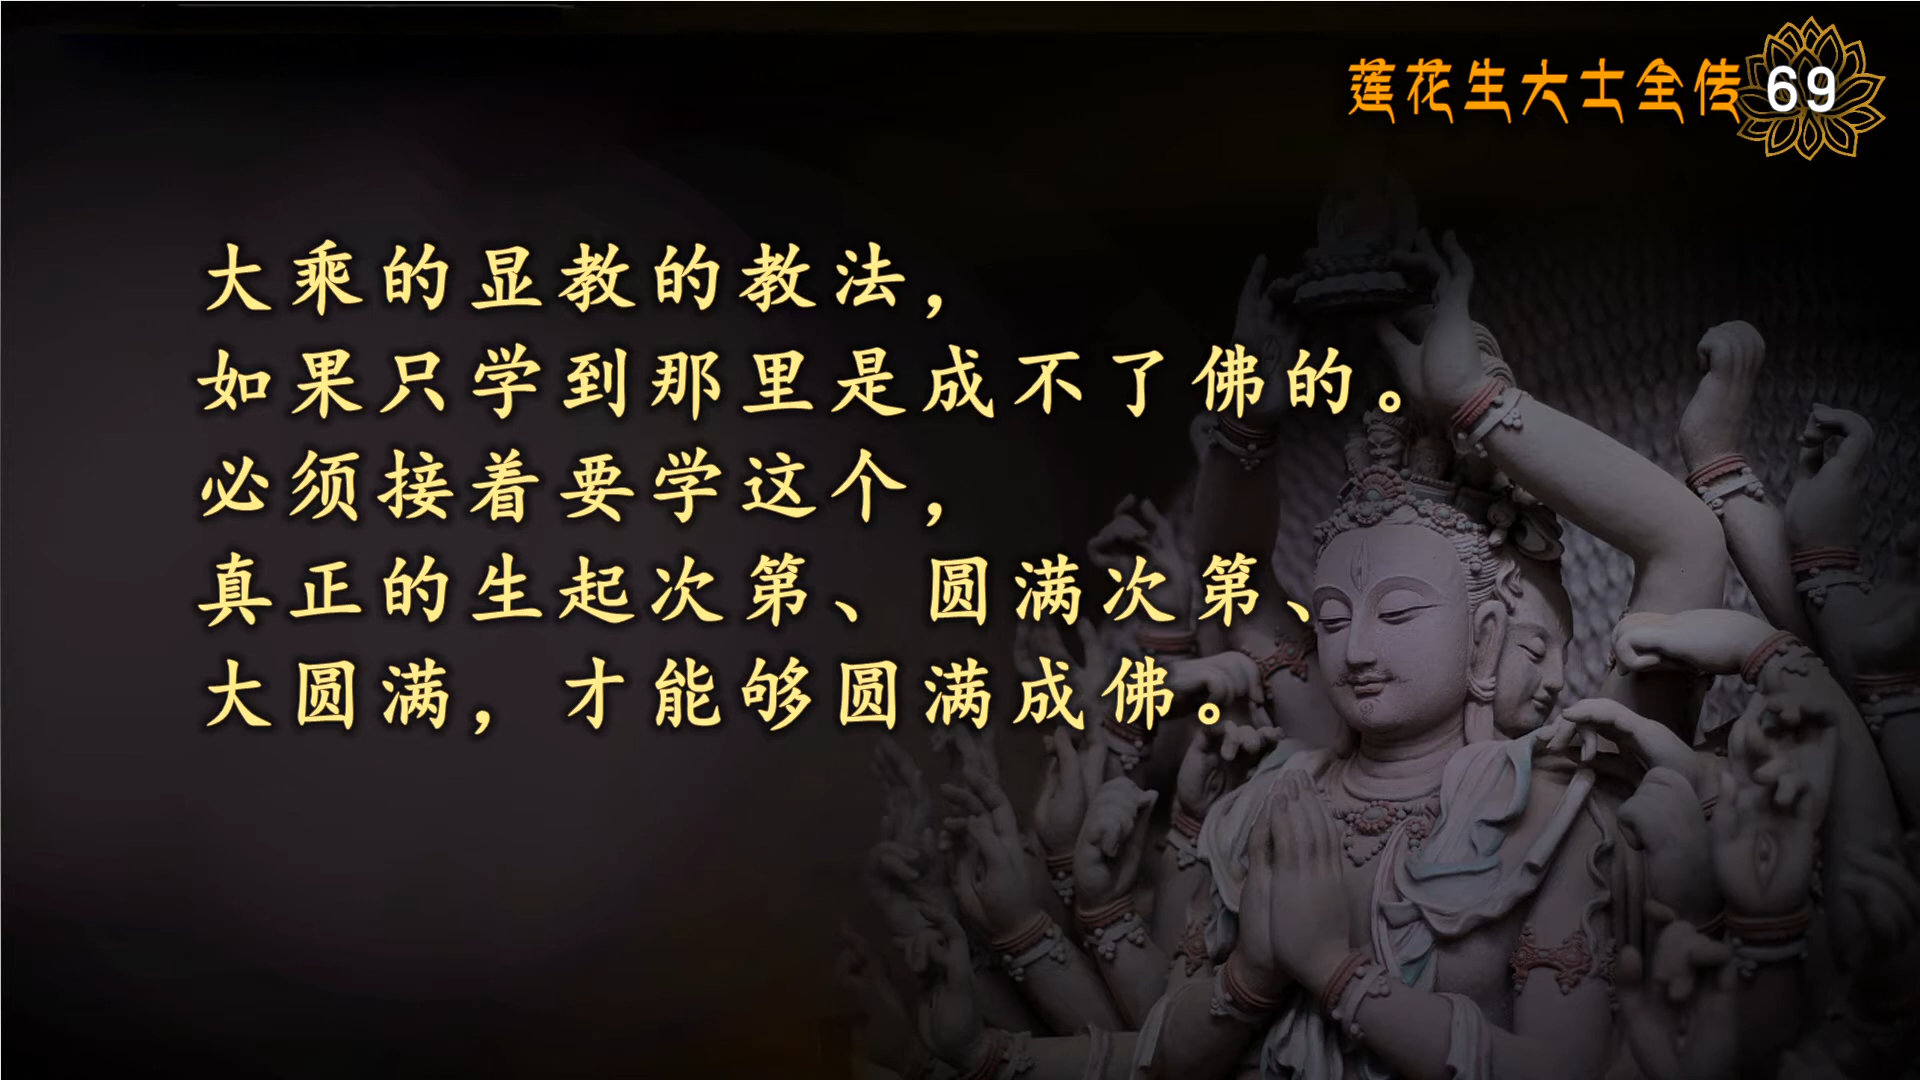 莲花生大士全传 69
大乘的显教的教法，
如果只学到那里是成不了佛的。
必须接着要学这个，
真正的生起次第、圆满次第、
大圆满，才能够圆满成佛。